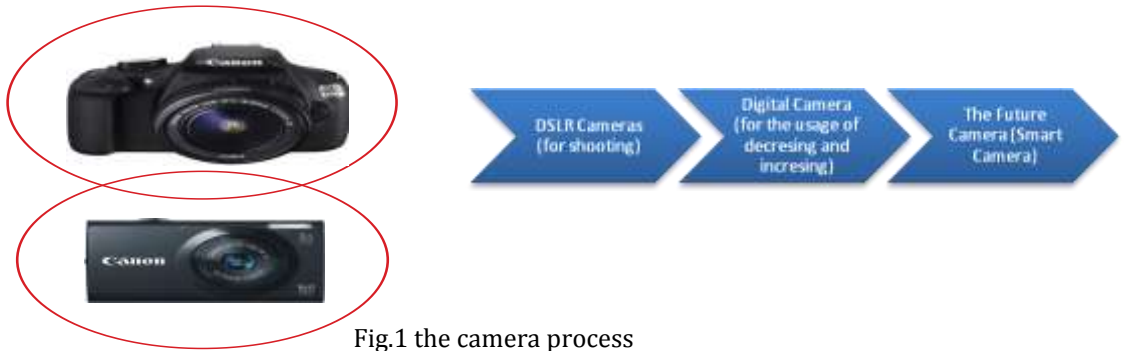 Canon
DSLR Cameras
(for shooting)
Digital Camera
(for the usage of
decresing and
incresing)
The Future
Camera (Smart
Camera)
Canon
Fig.1 the camera process